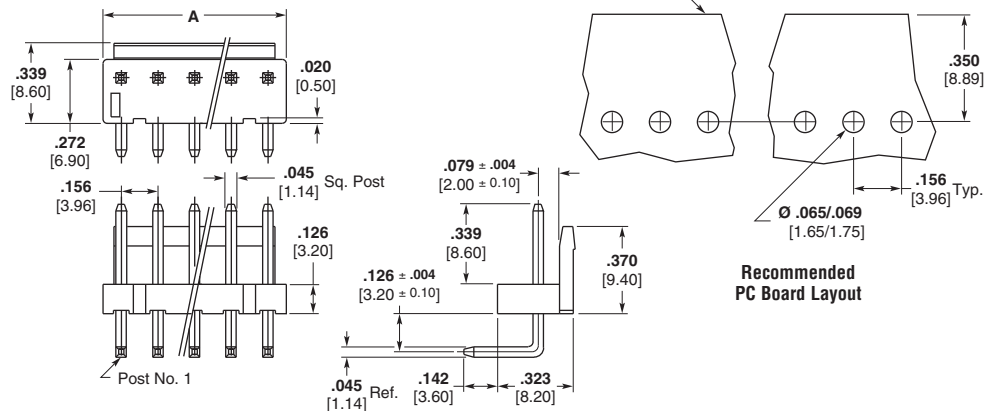 A
.339
[8.60]
.020
[0.50]
.272
[6.90]
.156
[3.96]
.045
[1.14] Sq. Post
.126
[3.20]
Post No. 1
.079 ± .004
[2.00 ± 0.10]
.339
[8.60]
.126 ± .004
[3.20 ± 0.10]
.370
[9.40]
.045
[1.14] Ref.
.142
[3.60]
.323
[8.20]
.350
[8.89]
.156
[3.96] Typ.
Ø .065/.069
[1.65/1.75]
Recommended
PC Board Layout